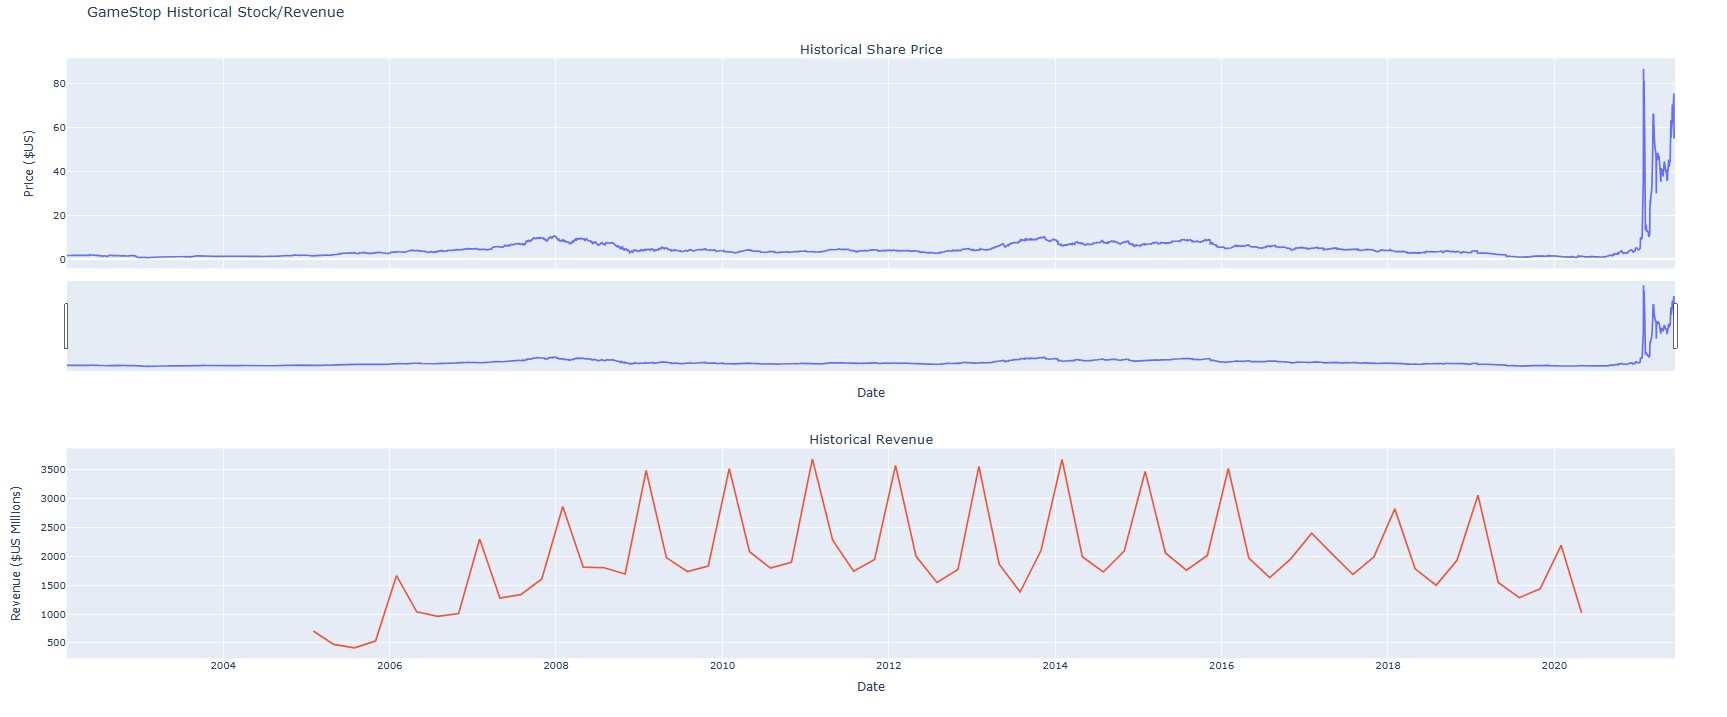 GameStop Historical Stock/Revenue
Historical Share Price
Price ($US)
80
60
40
20
0
Date
Historical Revenue
Revenue ($US Millions)
3500
3000
2500
2000
1500
1000
500
2004 2006 2008 2010 2012 2014 2016 2018 2020
Date